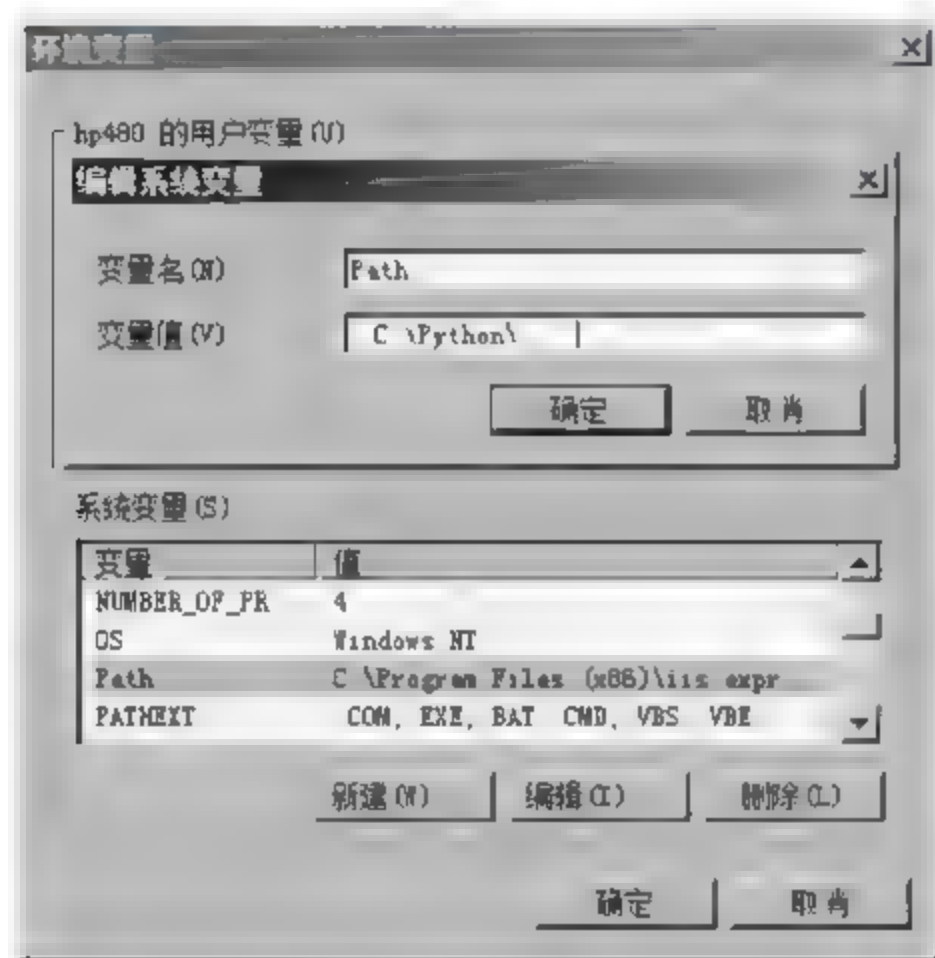 环境变量
hp480 的用户变量(U)
编辑系统变量
变量名(N) Path
变量值(V) C \Python\
确定 取消
系统变量(S)
变量 值
NUMBER_OF_PR 4
OS Windows NT
Path C \Program Files (x86)\iis expr
PATHEXT COM, EXE, BAT CMD, VBS VBE
新建(W) 编辑(I) 删除(L)
确定 取消